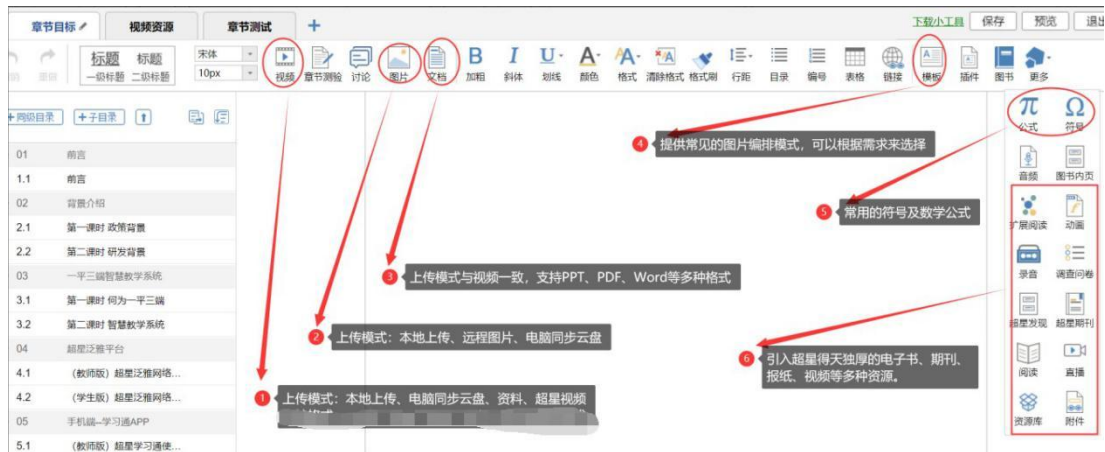 章节目标
视频资源
章节测试
+
下载小工具
保存
预览
退出
撤销
重做
标题 标题
一级标题 二级标题
宋体
10px
视频
章节测验
讨论
图片
文档
B
加粗
I
斜体
U
划线
A
颜色
A
格式
清除格式
格式刷
行距
目录
编号
表格
链接
模板
插件
图书
更多
+同级目录
+子目录
01 前言
1.1 前言
02 背景介绍
2.1 第一课时 政策背景
2.2 第二课时 研发背景
03 一平三端智慧教学系统
3.1 第一课时 何为一平三端
3.2 第二课时 智慧教学系统
04 超星泛雅平台
4.1 （教师版）超星泛雅网络...
4.2 （学生版）超星泛雅网络...
05 手机端--学习通APP
5.1 （教师版）超星学习通使...
4 提供常见的图片编排模式，可以根据需求来选择
5 常用的符号及数学公式
3 上传模式与视频一致，支持PPT、PDF、Word等多种格式
2 上传模式：本地上传、远程图片、电脑同步云盘
6 引入超星得天独厚的电子书、期刊、
报纸、视频等多种资源。
1 上传模式：本地上传、电脑同步云盘、资料、超星视频
π Ω
公式 符号
音频 图书内页
扩展阅读 动画
录音 调查问卷
超星发现 超星期刊
阅读 直播
资源库 附件